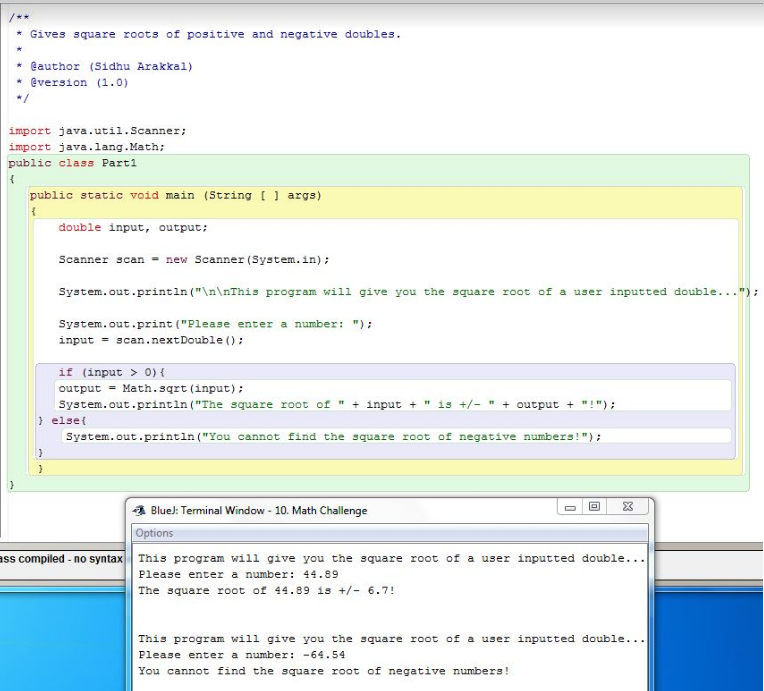 /**
 * Gives square roots of positive and negative doubles.
 *
 * @author (Sidhu Arakkal)
 * @version (1.0)
 */
import java.util.Scanner;
import java.lang.Math;
public class Part1
{
public static void main (String [ ] args)
{
double input, output;
Scanner scan = new Scanner(System.in);
System.out.println("\n\nThis program will give you the square root of a user inputted double...");
System.out.print("Please enter a number: ");
input = scan.nextDouble();
if (input > 0){
output = Math.sqrt(input);
System.out.println("The square root of " + input + " is +/- " + output + "!");
} else{
System.out.println("You cannot find the square root of negative numbers!");
}
}
}
BlueJ: Terminal Window - 10. Math Challenge
Options
ass compiled - no syntax
This program will give you the square root of a user inputted double...
Please enter a number: 44.89
The square root of 44.89 is +/- 6.7!
This program will give you the square root of a user inputted double...
Please enter a number: -64.54
You cannot find the square root of negative numbers!